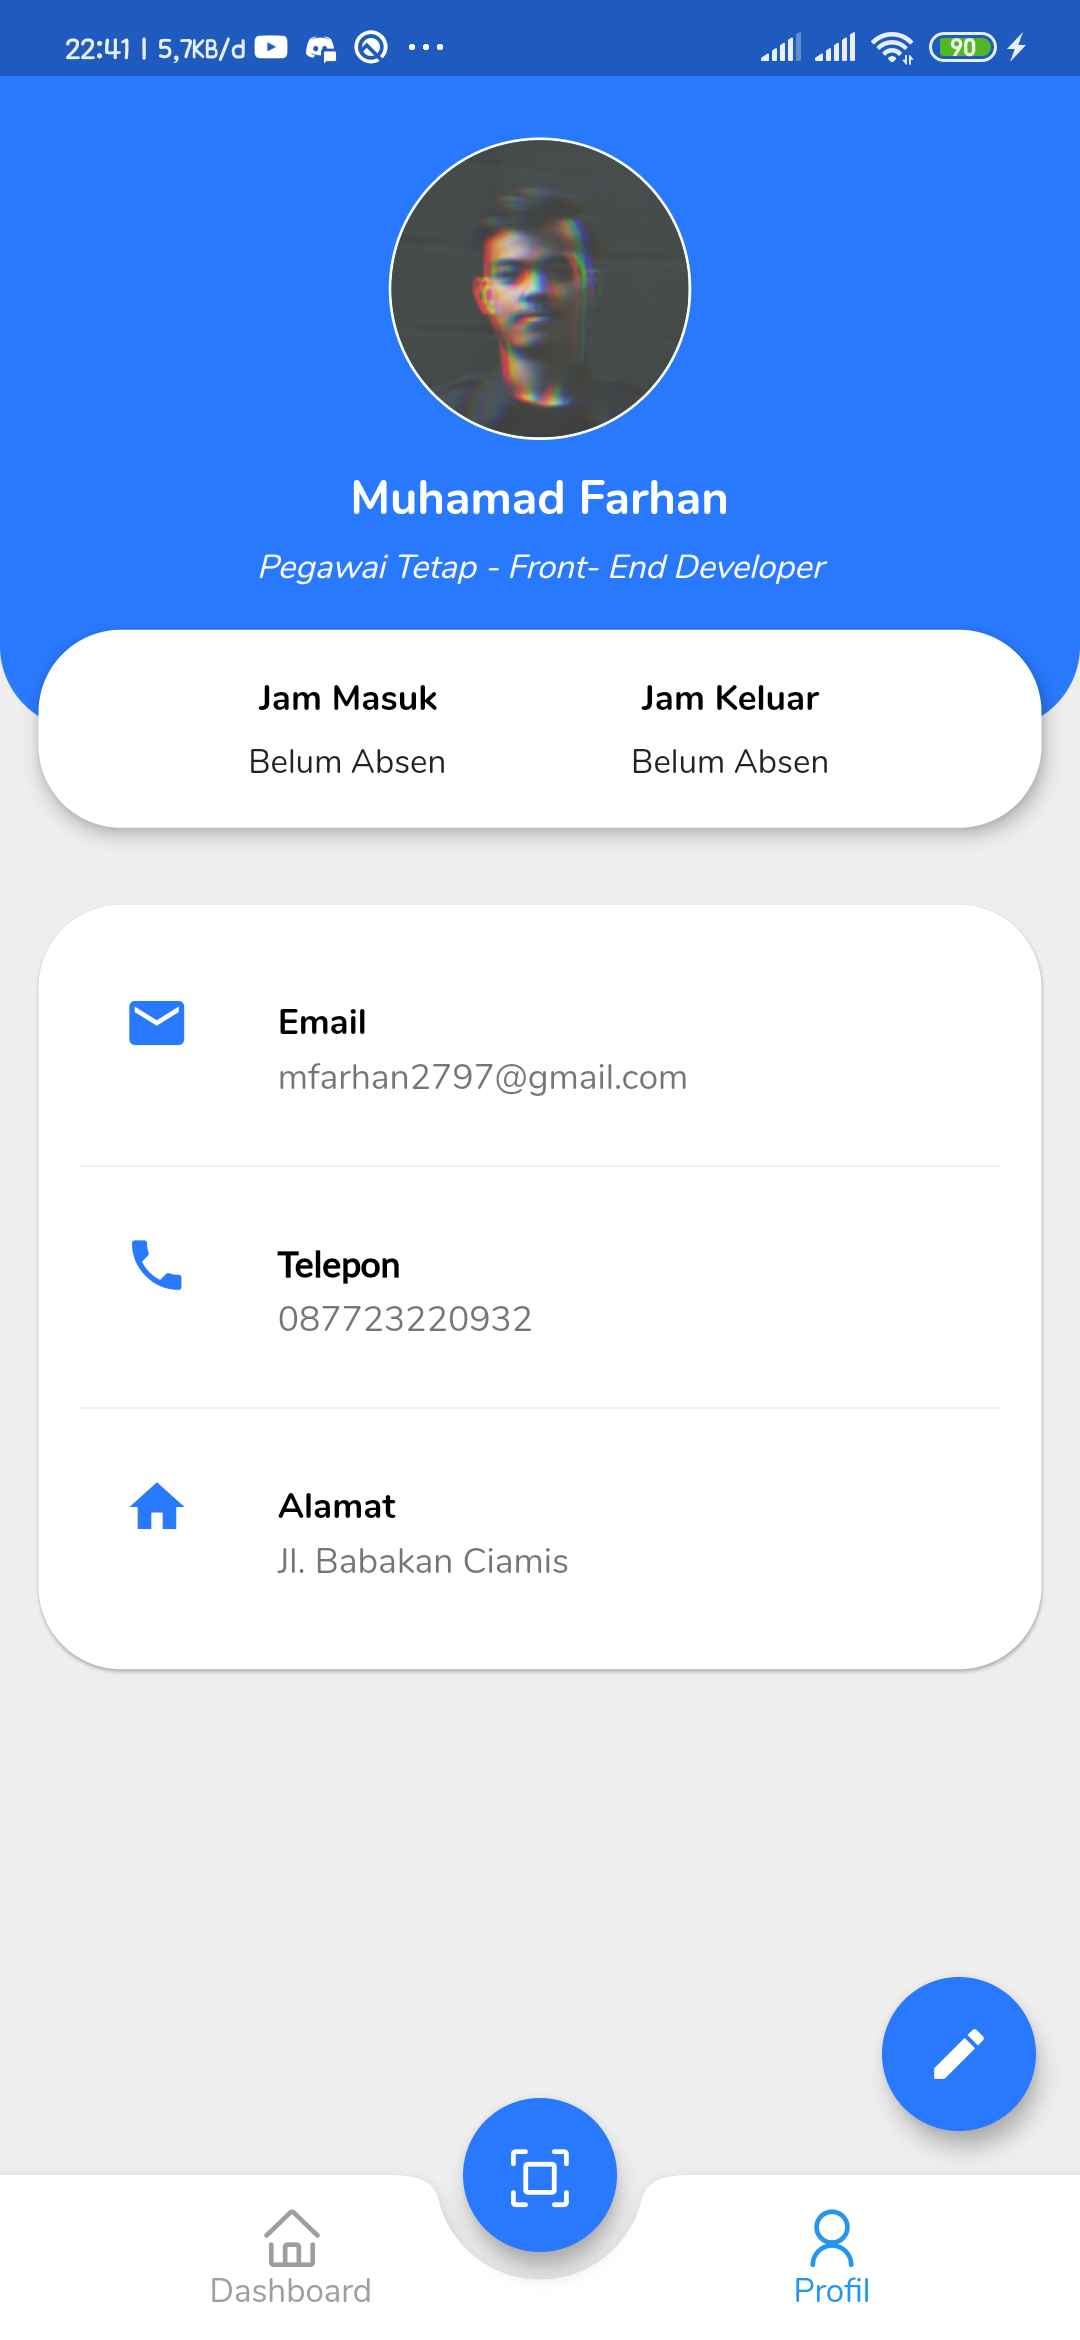 22:41 | 5,7KB/d
90
Muhamad Farhan
Pegawai Tetap - Front- End Developer
Jam Masuk
Jam Keluar
Belum Absen
Belum Absen
Email
mfarhan2797@gmail.com
Telepon
087723220932
Alamat
Jl. Babakan Ciamis
Dashboard
Profil